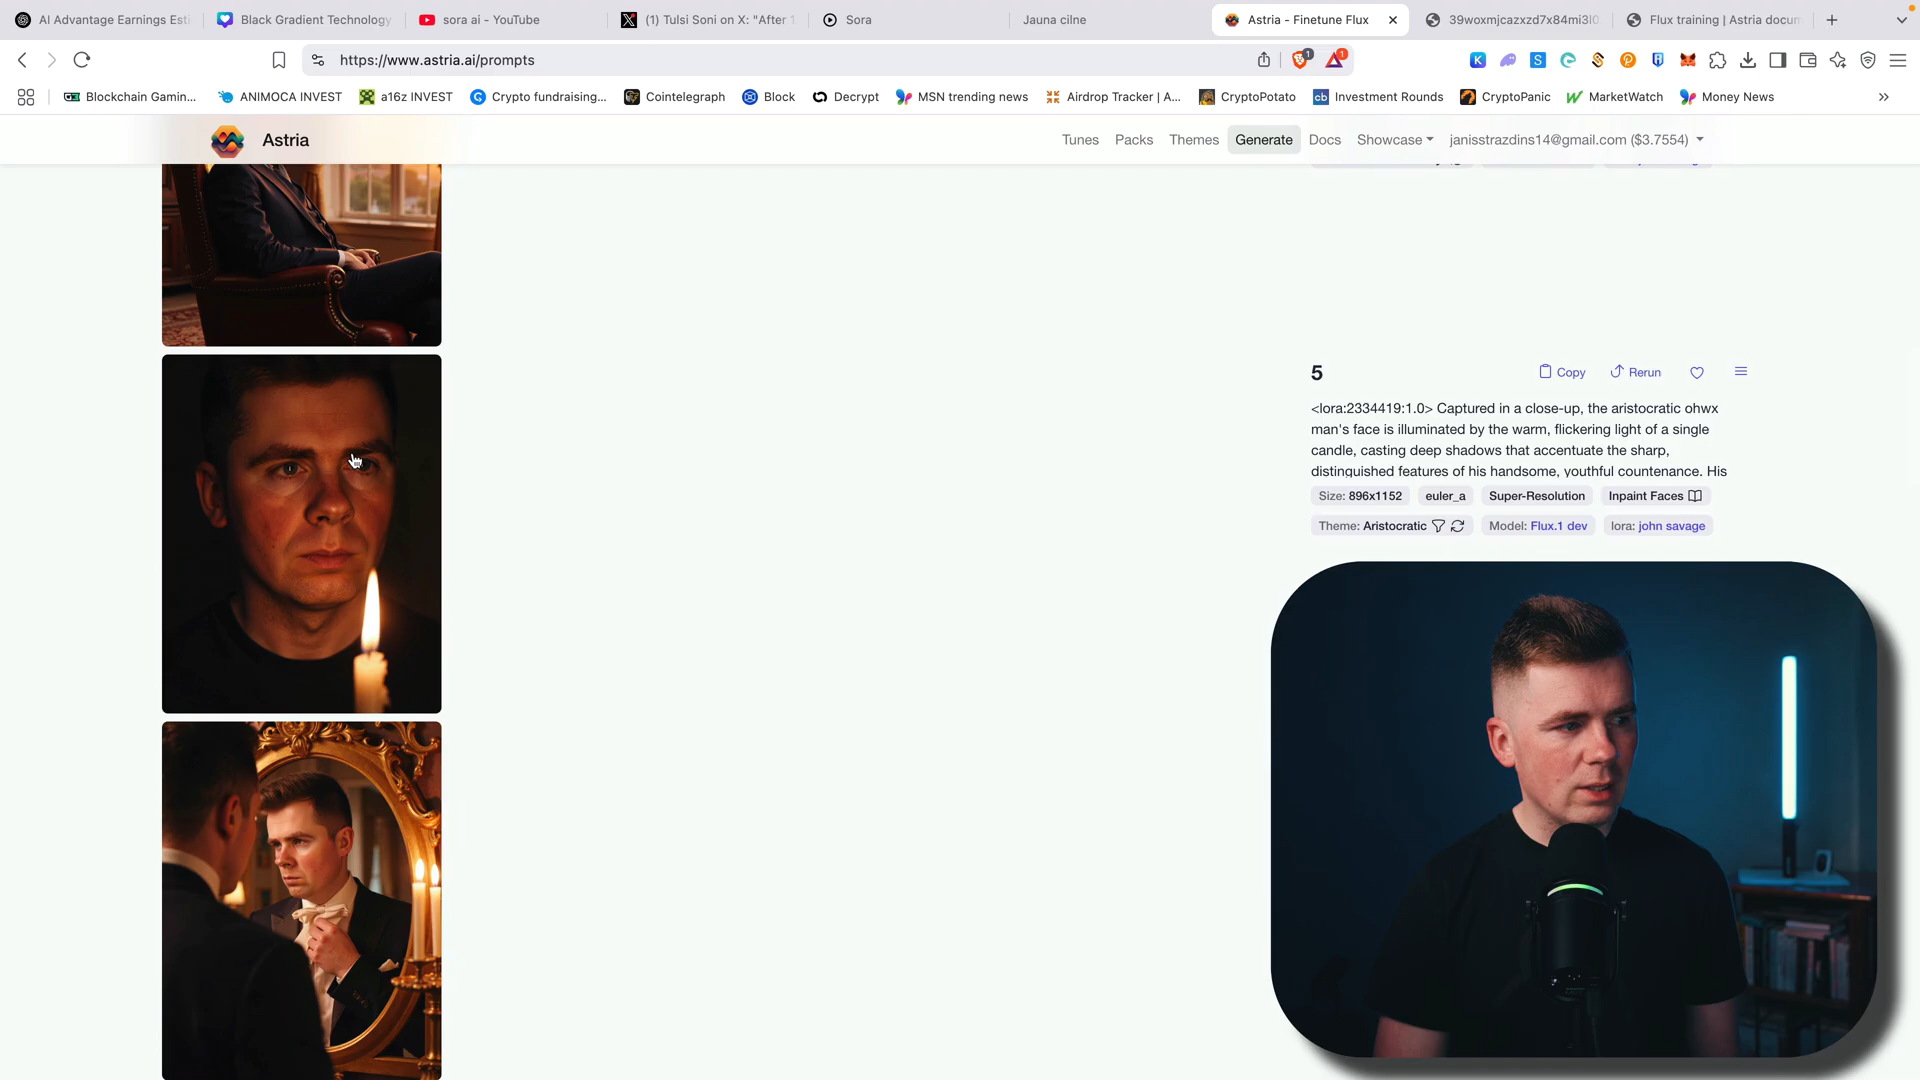 AI Advantage Earnings Esti
Black Gradient Technology
sora ai - YouTube
(1) Tulsi Soni on X: "After 1
Sora
Jauna cilne
Astria - Finetune Flux
39woxmjcazxzd7x84mi3l0
Flux training | Astria docum
https://www.astria.ai/prompts
1
1
Blockchain Gamin...
ANIMOCA INVEST
a16z INVEST
Crypto fundraising...
Cointelegraph
Block
Decrypt
MSN trending news
Airdrop Tracker | A...
CryptoPotato
Investment Rounds
CryptoPanic
MarketWatch
Money News
Astria
Tunes
Packs
Themes
Generate
Docs
Showcase
janisstrazdins14@gmail.com ($3.7554)
5
Copy
Rerun
<lora:2334419:1.0> Captured in a close-up, the aristocratic ohwx
man's face is illuminated by the warm, flickering light of a single
candle, casting deep shadows that accentuate the sharp,
distinguished features of his handsome, youthful countenance. His
Size: 896x1152
euler_a
Super-Resolution
Inpaint Faces
Theme: Aristocratic
Model: Flux.1 dev
lora: john savage